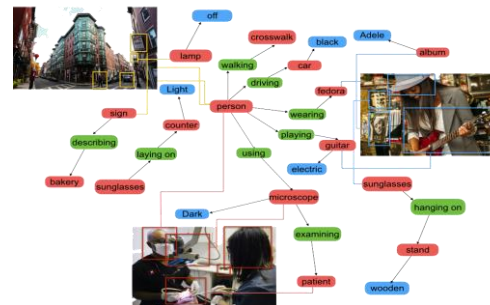 off
crosswalk
Adele
black
lamp
walking
album
car
driving
Light
fedora
person
wearing
sign
counter
playing
guitar
describing
laying on
using
electric
bakery
sunglasses
sunglasses
microscope
hanging on
Dark
examining
stand
patient
wooden